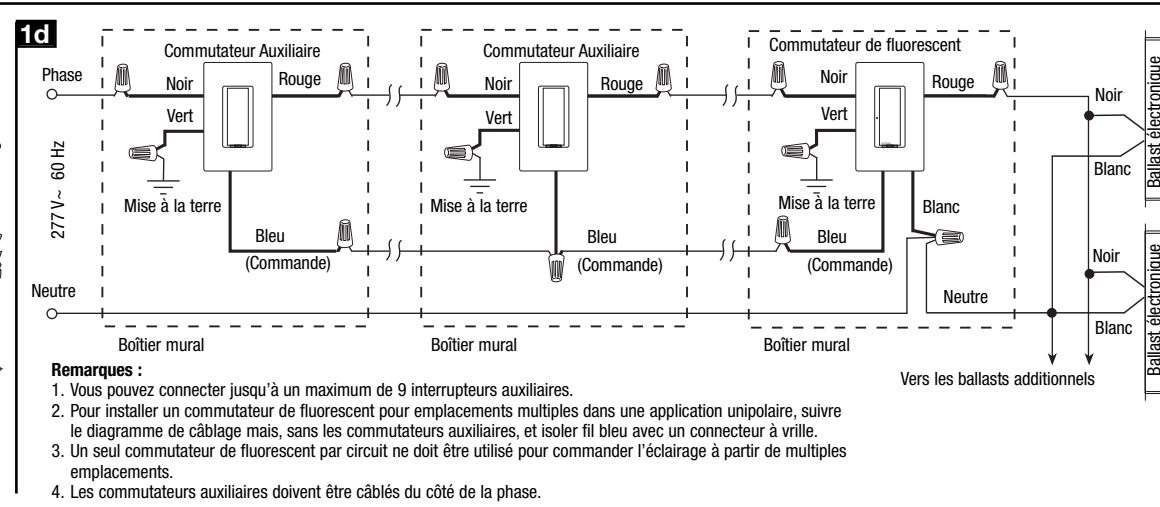 1d
Commutateur Auxiliaire
Commutateur Auxiliaire
Commutateur de fluorescent
Phase
Noir
Rouge
Noir
Rouge
Noir
Rouge
Noir
Vert
Vert
Vert
Ballast électronique
277 V~ 60 Hz
Blanc
Mise à la terre
Mise à la terre
Mise à la terre
Blanc
Bleu
(Commande)
Bleu
(Commande)
Bleu
(Commande)
Noir
Neutre
Neutre
Blanc
Ballast électronique
Boîtier mural
Boîtier mural
Boîtier mural
Vers les ballasts additionnels
Remarques :
1. Vous pouvez connecter jusqu'à un maximum de 9 interrupteurs auxiliaires.
2. Pour installer un commutateur de fluorescent pour emplacements multiples dans une application unipolaire, suivre
le diagramme de câblage mais, sans les commutateurs auxiliaires, et isoler fil bleu avec un connecteur à vrille.
3. Un seul commutateur de fluorescent par circuit ne doit être utilisé pour commander l'éclairage à partir de multiples
emplacements.
4. Les commutateurs auxiliaires doivent être câblés du côté de la phase.